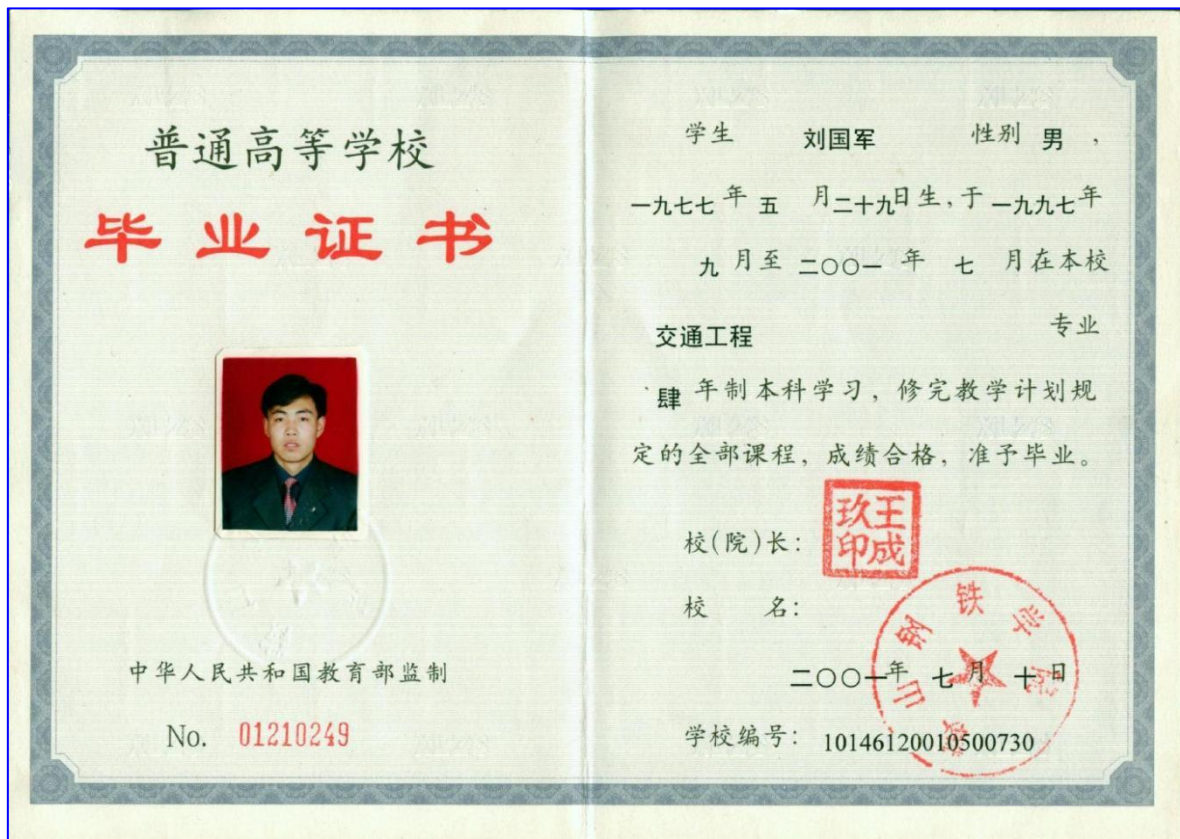 普通高等学校
毕业证书
中华人民共和国教育部监制
No. 01210249
学生 刘国军 性别 男,
一九七七年 五 月二十九日生,于一九九七年
九 月至 二〇〇一 年 七 月在本校
交通工程 专业
肆 年制本科学习,修完教学计划规
定的全部课程,成绩合格,准予毕业。
校(院)长:
王成玖印
校 名:
鞍山钢铁学院
二〇〇一年 七 月 十 日
学校编号: 10146120010500730